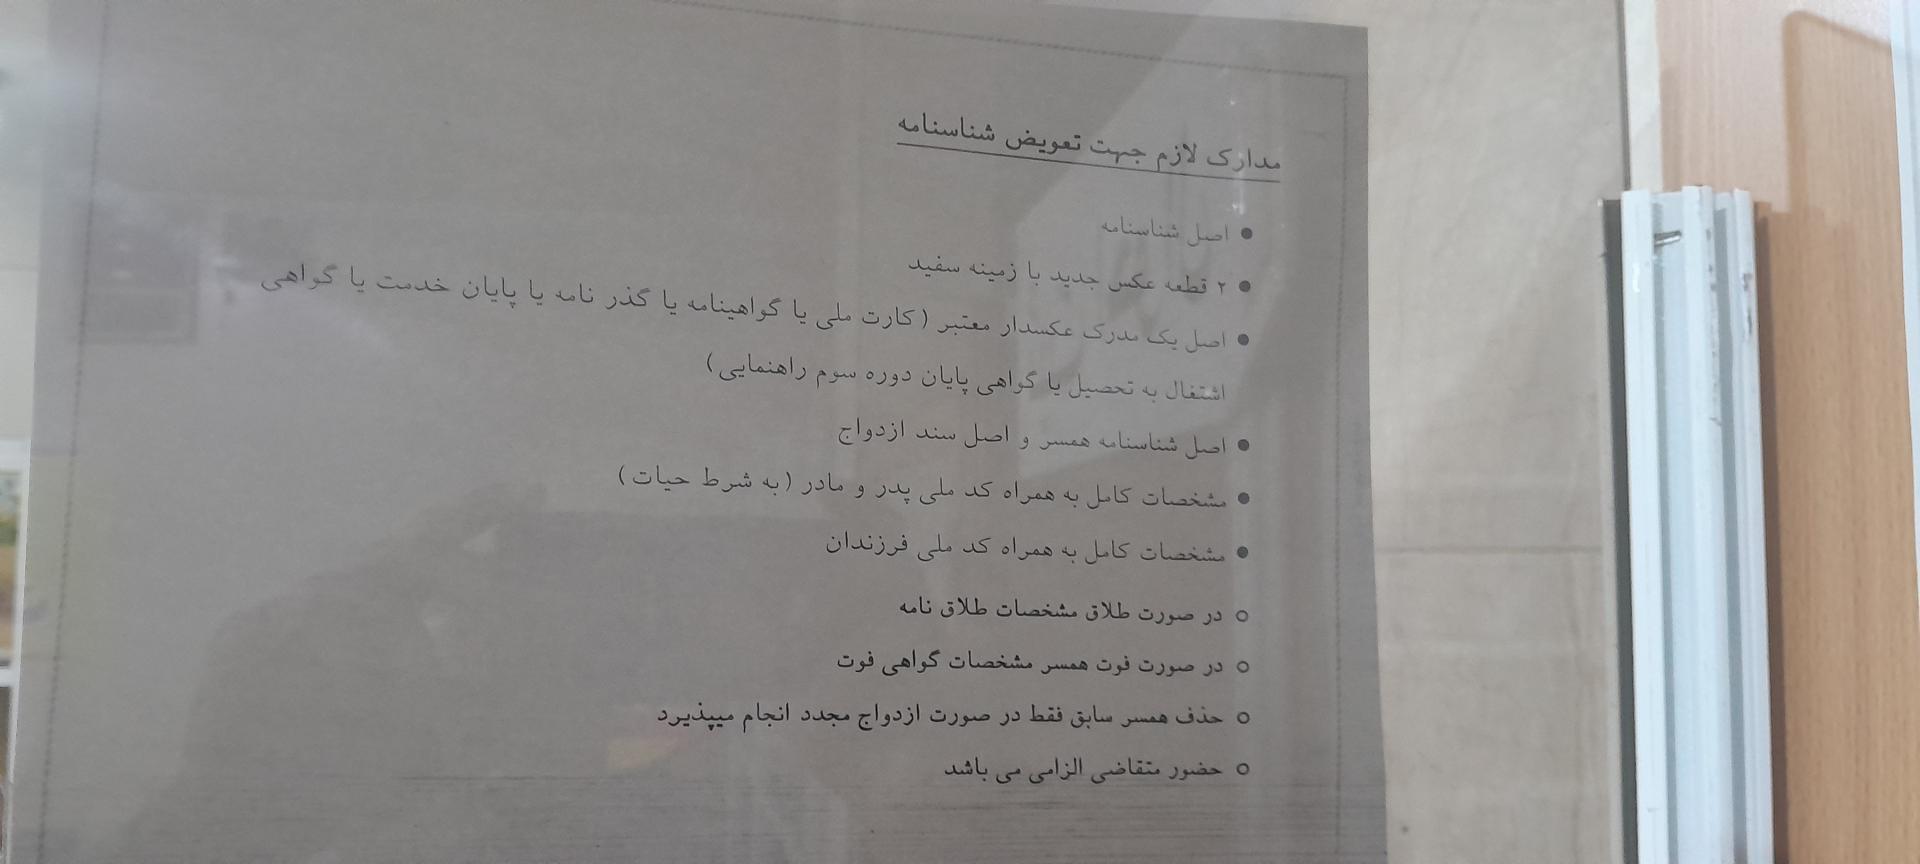 مدارک لازم جهت تعویض شناسنامه
● اصل شناسنامه
● ۲ قطعه عکس جدید با زمینه سفید
● اصل یک مدرک عکسدار معتبر (کارت ملی یا گواهینامه یا گذر نامه یا پایان خدمت یا گواهی
اشتغال به تحصیل یا گواهی پایان دوره سوم راهنمایی)
● اصل شناسنامه همسر و اصل سند ازدواج
● مشخصات کامل به همراه کد ملی پدر و مادر (به شرط حیات)
● مشخصات کامل به همراه کد ملی فرزندان
○ در صورت طلاق مشخصات طلاق نامه
○ در صورت فوت همسر مشخصات گواهی فوت
○ حذف همسر سابق فقط در صورت ازدواج مجدد انجام میپذیرد
○ حضور متقاضی الزامی می باشد